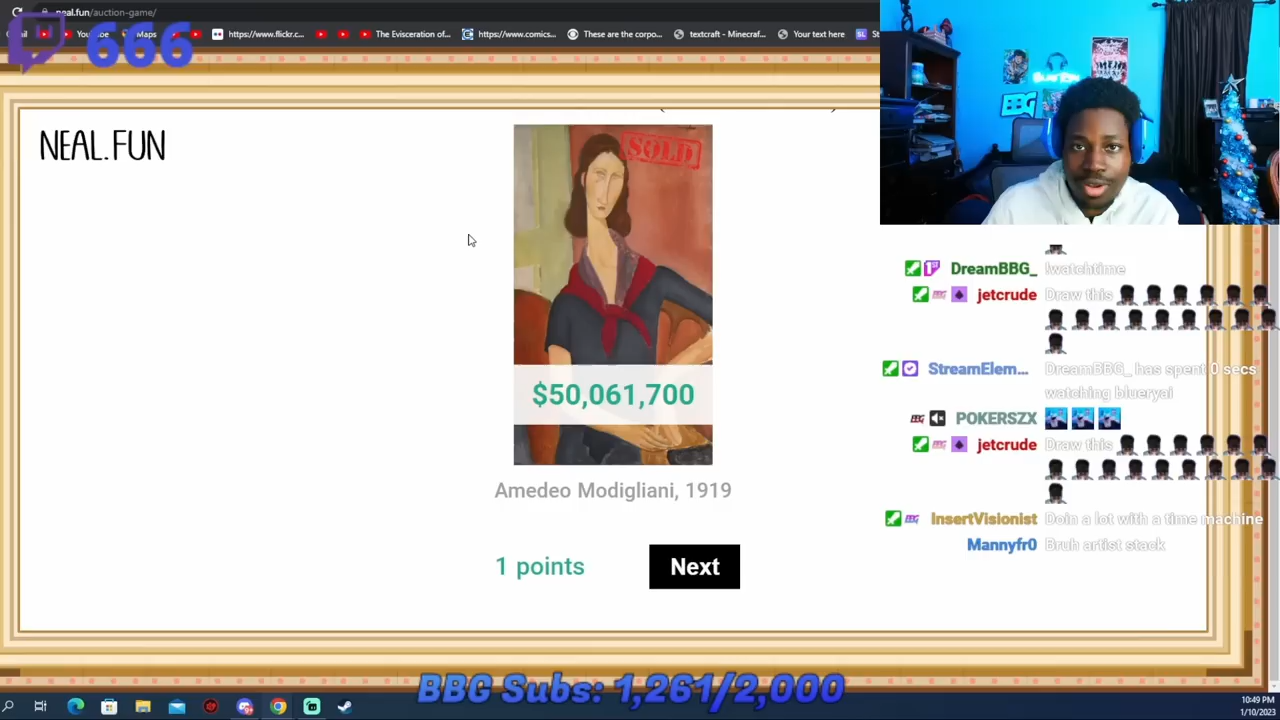 neal.fun/auction-game/
666
YouTube
Maps
https://www.flickr.c...
The Evisceration of...
https://www.comics...
These are the corpo...
textcraft - Minecraf...
Your text here
NEAL.FUN
SOLD
$50,061,700
Amedeo Modigliani, 1919
1 points
Next
BBG
DreamBBG_ !watchtime
jetcrude Draw this
StreamElem... DreamBBG_ has spent 0 secs
watching blueryai
BBG POKERSZX
jetcrude Draw this
InsertVisionist Doin a lot with a time machine
Mannyfr0 Bruh artist stack
BBG Subs: 1,261/2,000
10:49 PM
1/10/2023